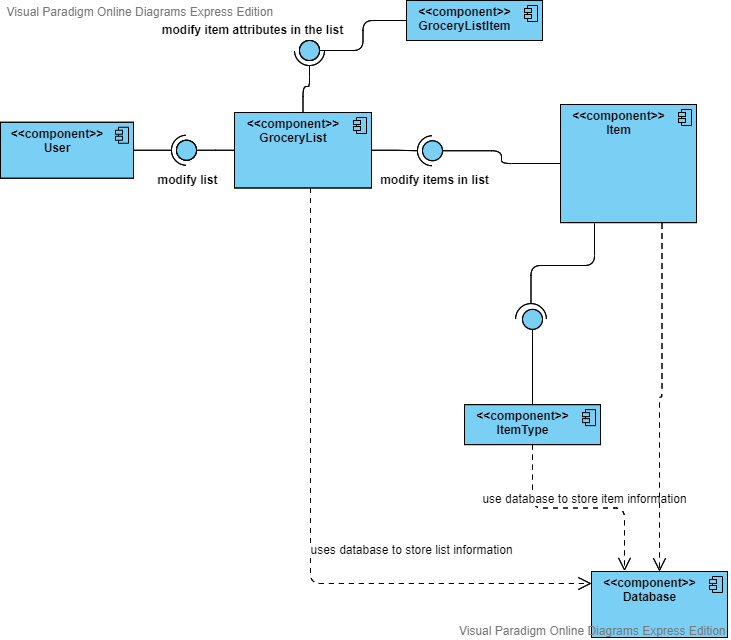 Visual Paradigm Online Diagrams Express Edition
<<component>>
GroceryListItem
modify item attributes in the list
<<component>>
User
<<component>>
GroceryList
<<component>>
Item
modify list
modify items in list
<<component>>
ItemType
use database to store item information
uses database to store list information
<<component>>
Database
Visual Paradigm Online Diagrams Express Edition